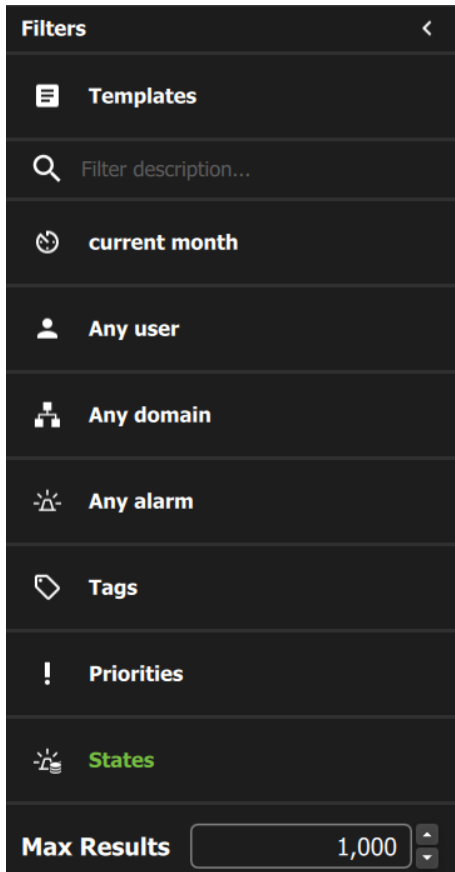 Filters
Templates
Filter description...
current month
Any user
Any domain
Any alarm
Tags
Priorities
States
Max Results 1,000